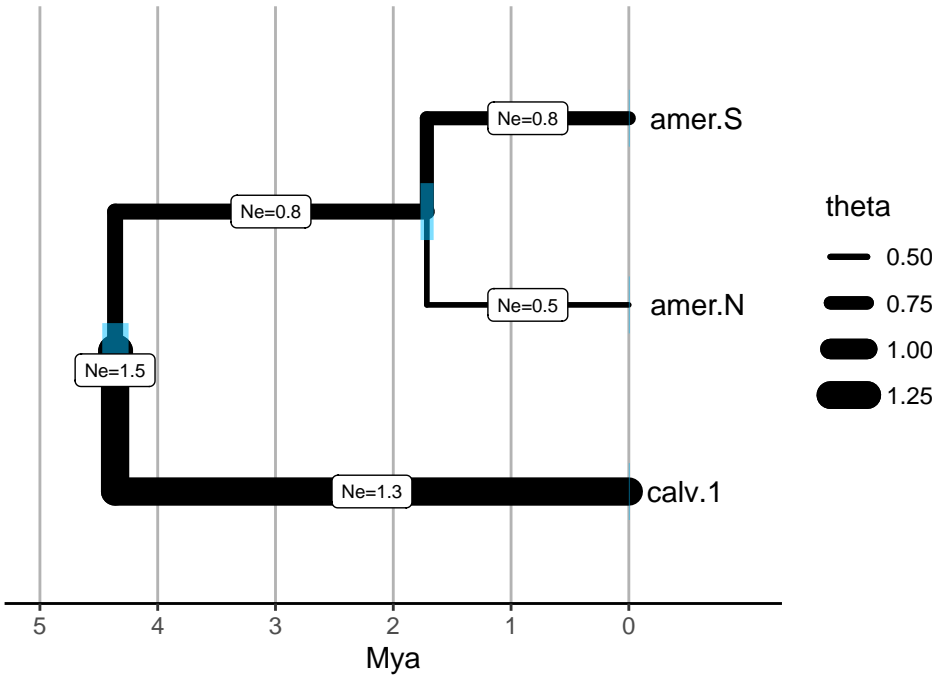 Ne=0.8
amer.S
Ne=0.8
Ne=0.5
amer.N
Ne=1.5
Ne=1.3
calv.1
theta
0.50
0.75
1.00
1.25
5 4 3 2 1 0
Mya